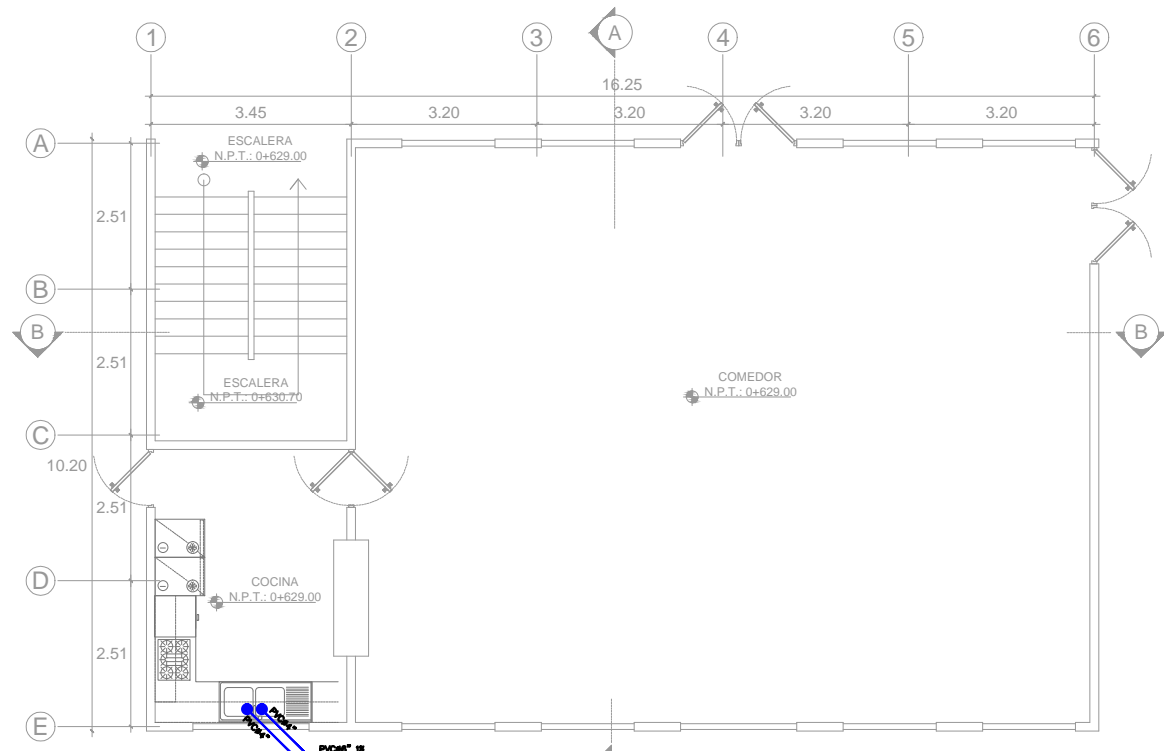 1
2
3
A
4
5
6
16.25
3.45
3.20
3.20
3.20
3.20
A
ESCALERA
N.P.T.: 0+629.00
2.51
B
B
B
2.51
ESCALERA
N.P.T.: 0+630.70
COMEDOR
N.P.T.: 0+629.00
C
10.20
2.51
D
COCINA
N.P.T.: 0+629.00
2.51
E